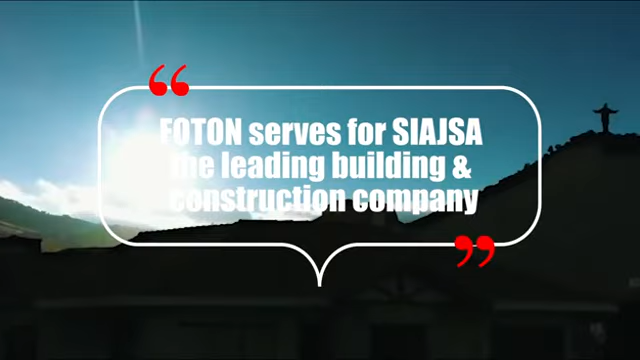 FOTON serves for SIAJSA
the leading building &
construction company